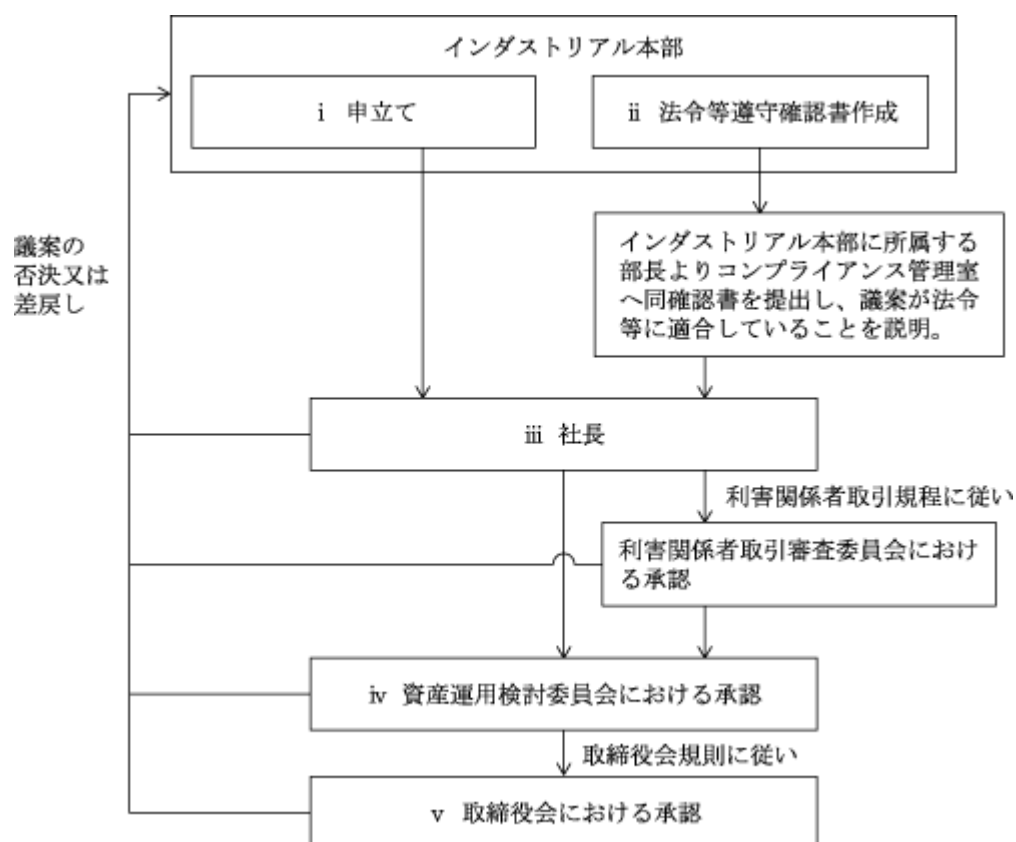 インダストリアル本部
ⅰ 申立て
ⅱ 法令等遵守確認書作成
議案の
否決又は
差戻し
インダストリアル本部に所属する
部長よりコンプライアンス管理室
へ同確認書を提出し、議案が法令
等に適合していることを説明。
ⅲ 社長
利害関係者取引規程に従い
利害関係者取引審査委員会におけ
る承認
ⅳ 資産運用検討委員会における承認
取締役会規則に従い
ⅴ 取締役会における承認